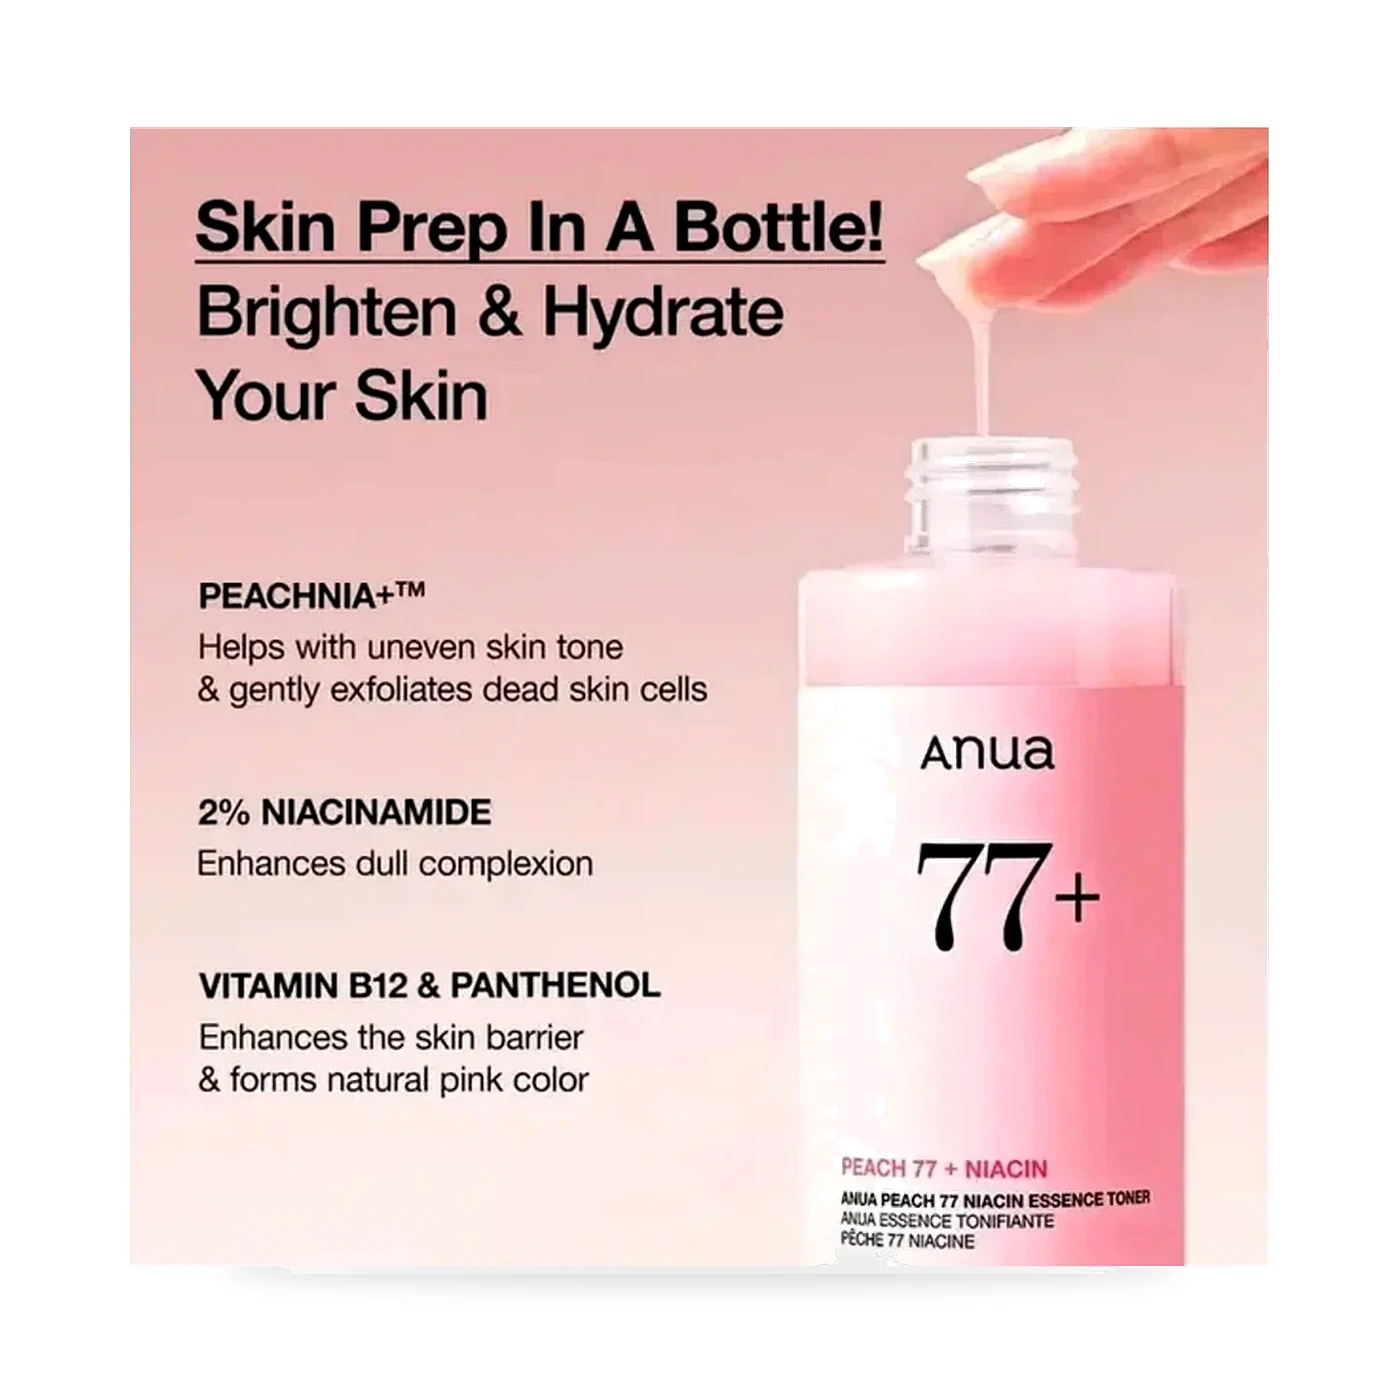 Skin Prep In A Bottle!
Brighten & Hydrate
Your Skin
PEACHNIA+™
Helps with uneven skin tone
& gently exfoliates dead skin cells
2% NIACINAMIDE
Enhances dull complexion
VITAMIN B12 & PANTHENOL
Enhances the skin barrier
& forms natural pink color
Anua
77+
PEACH 77 + NIACIN
ANUA PEACH 77 NIACIN ESSENCE TONER
ANUA ESSENCE TONIFIANTE
PÊCHE 77 NIACINE